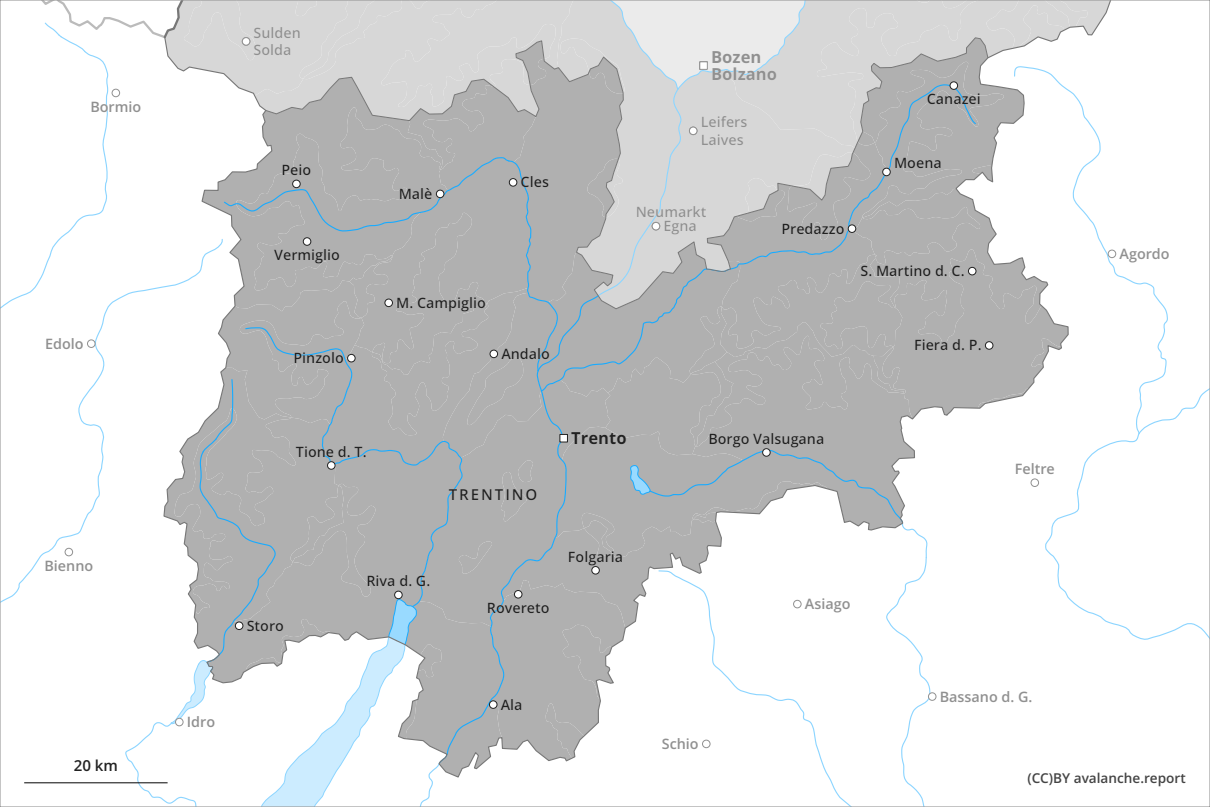 Sulden
Solda
Bozen
Bolzano
Bormio
Canazei
Leifers
Laives
Moena
Peio
Malè
Cles
Neumarkt
Egna
Predazzo
Vermiglio
Agordo
S. Martino d. C.
M. Campiglio
Edolo
Pinzolo
Andalo
Fiera d. P.
Trento
Borgo Valsugana
Tione d. T.
Feltre
TRENTINO
Bienno
Folgaria
Riva d. G.
Rovereto
Asiago
Storo
Bassano d. G.
Ala
Idro
Schio
20 km
(CC)BY avalanche.report